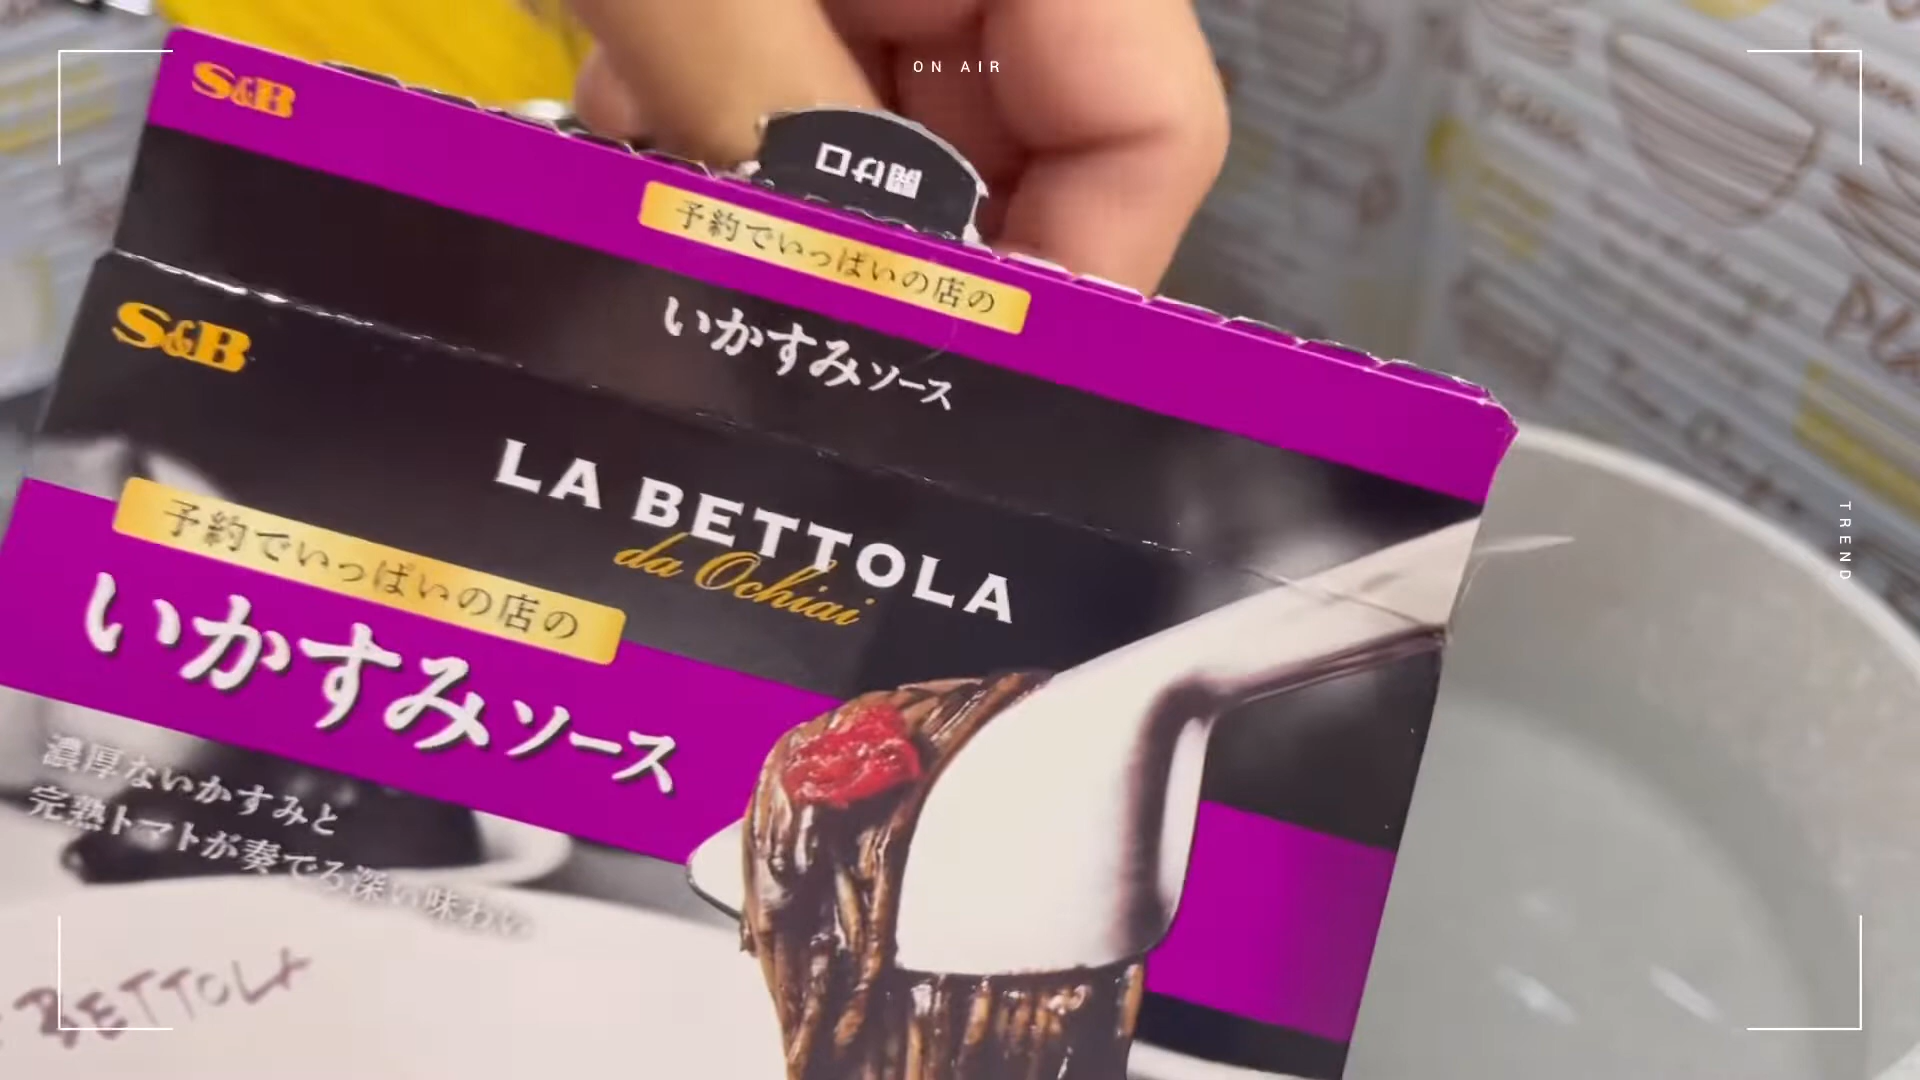 ON AIR
S&B
開け口
予約でいっぱいの店の
いかすみソース
S&B
LA BETTOLA
da Ochiai
予約でいっぱいの店の
いかすみソース
濃厚ないかすみと
完熟トマトが奏でる深い味わい
BETTOLA
TREND